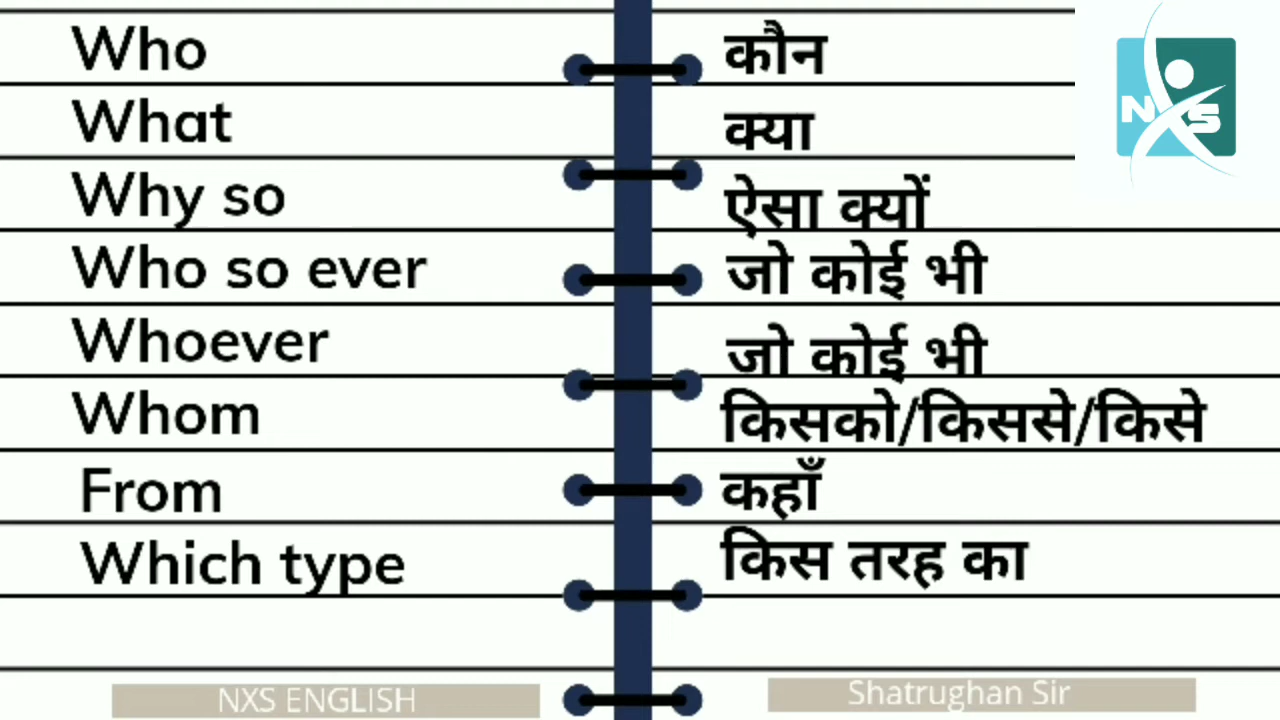 Who कौन
What क्या
Why so ऐसा क्यों
Who so ever जो कोई भी
Whoever जो कोई भी
Whom किसको/किससे/किसे
From कहाँ
Which type किस तरह का
NXS ENGLISH Shatrughan Sir
NXS